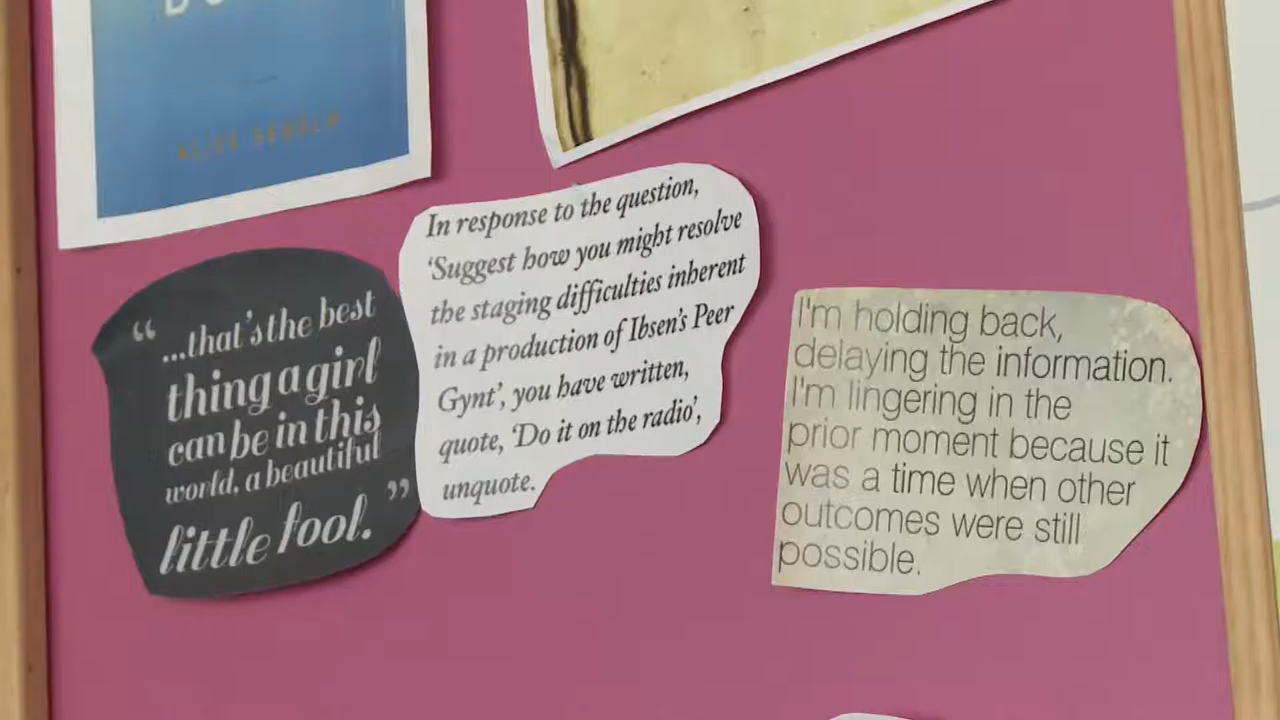 ALICE SEBOLD
In response to the question,
‘Suggest how you might resolve
the staging difficulties inherent
in a production of Ibsen’s Peer
Gynt’, you have written,
quote, ‘Do it on the radio’,
unquote.
“ ...that’s the best
thing a girl
can be in this
world, a beautiful
little fool. ”
I'm holding back,
delaying the information.
I'm lingering in the
prior moment because it
was a time when other
outcomes were still
possible.